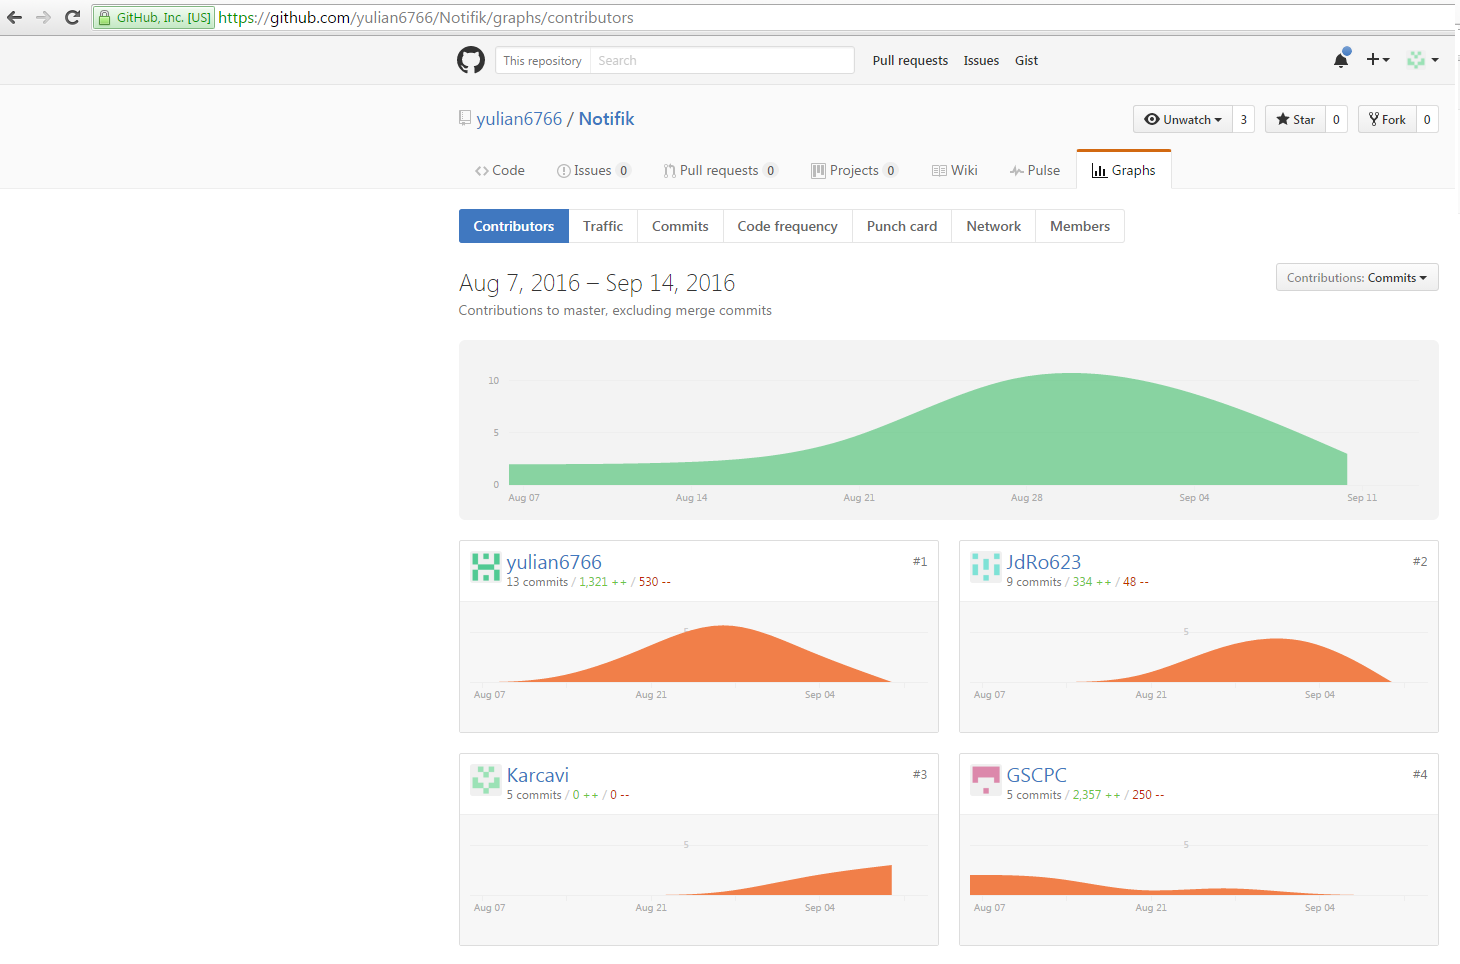 GitHub, Inc. [US] https://github.com/yulian6766/Notifik/graphs/contributors
This repository Search Pull requests Issues Gist
yulian6766 / Notifik Unwatch 3 Star 0 Fork 0
Code Issues 0 Pull requests 0 Projects 0 Wiki Pulse Graphs
Contributors Traffic Commits Code frequency Punch card Network Members
Aug 7, 2016 – Sep 14, 2016 Contributions: Commits
Contributions to master, excluding merge commits
10
5
0
Aug 07 Aug 14 Aug 21 Aug 28 Sep 04 Sep 11
yulian6766 #1
13 commits / 1,321 ++ / 530 --
5
Aug 07 Aug 21 Sep 04
JdRo623 #2
9 commits / 334 ++ / 48 --
5
Aug 07 Aug 21 Sep 04
Karcavi #3
5 commits / 0 ++ / 0 --
5
Aug 07 Aug 21 Sep 04
GSCPC #4
5 commits / 2,357 ++ / 250 --
5
Aug 07 Aug 21 Sep 04